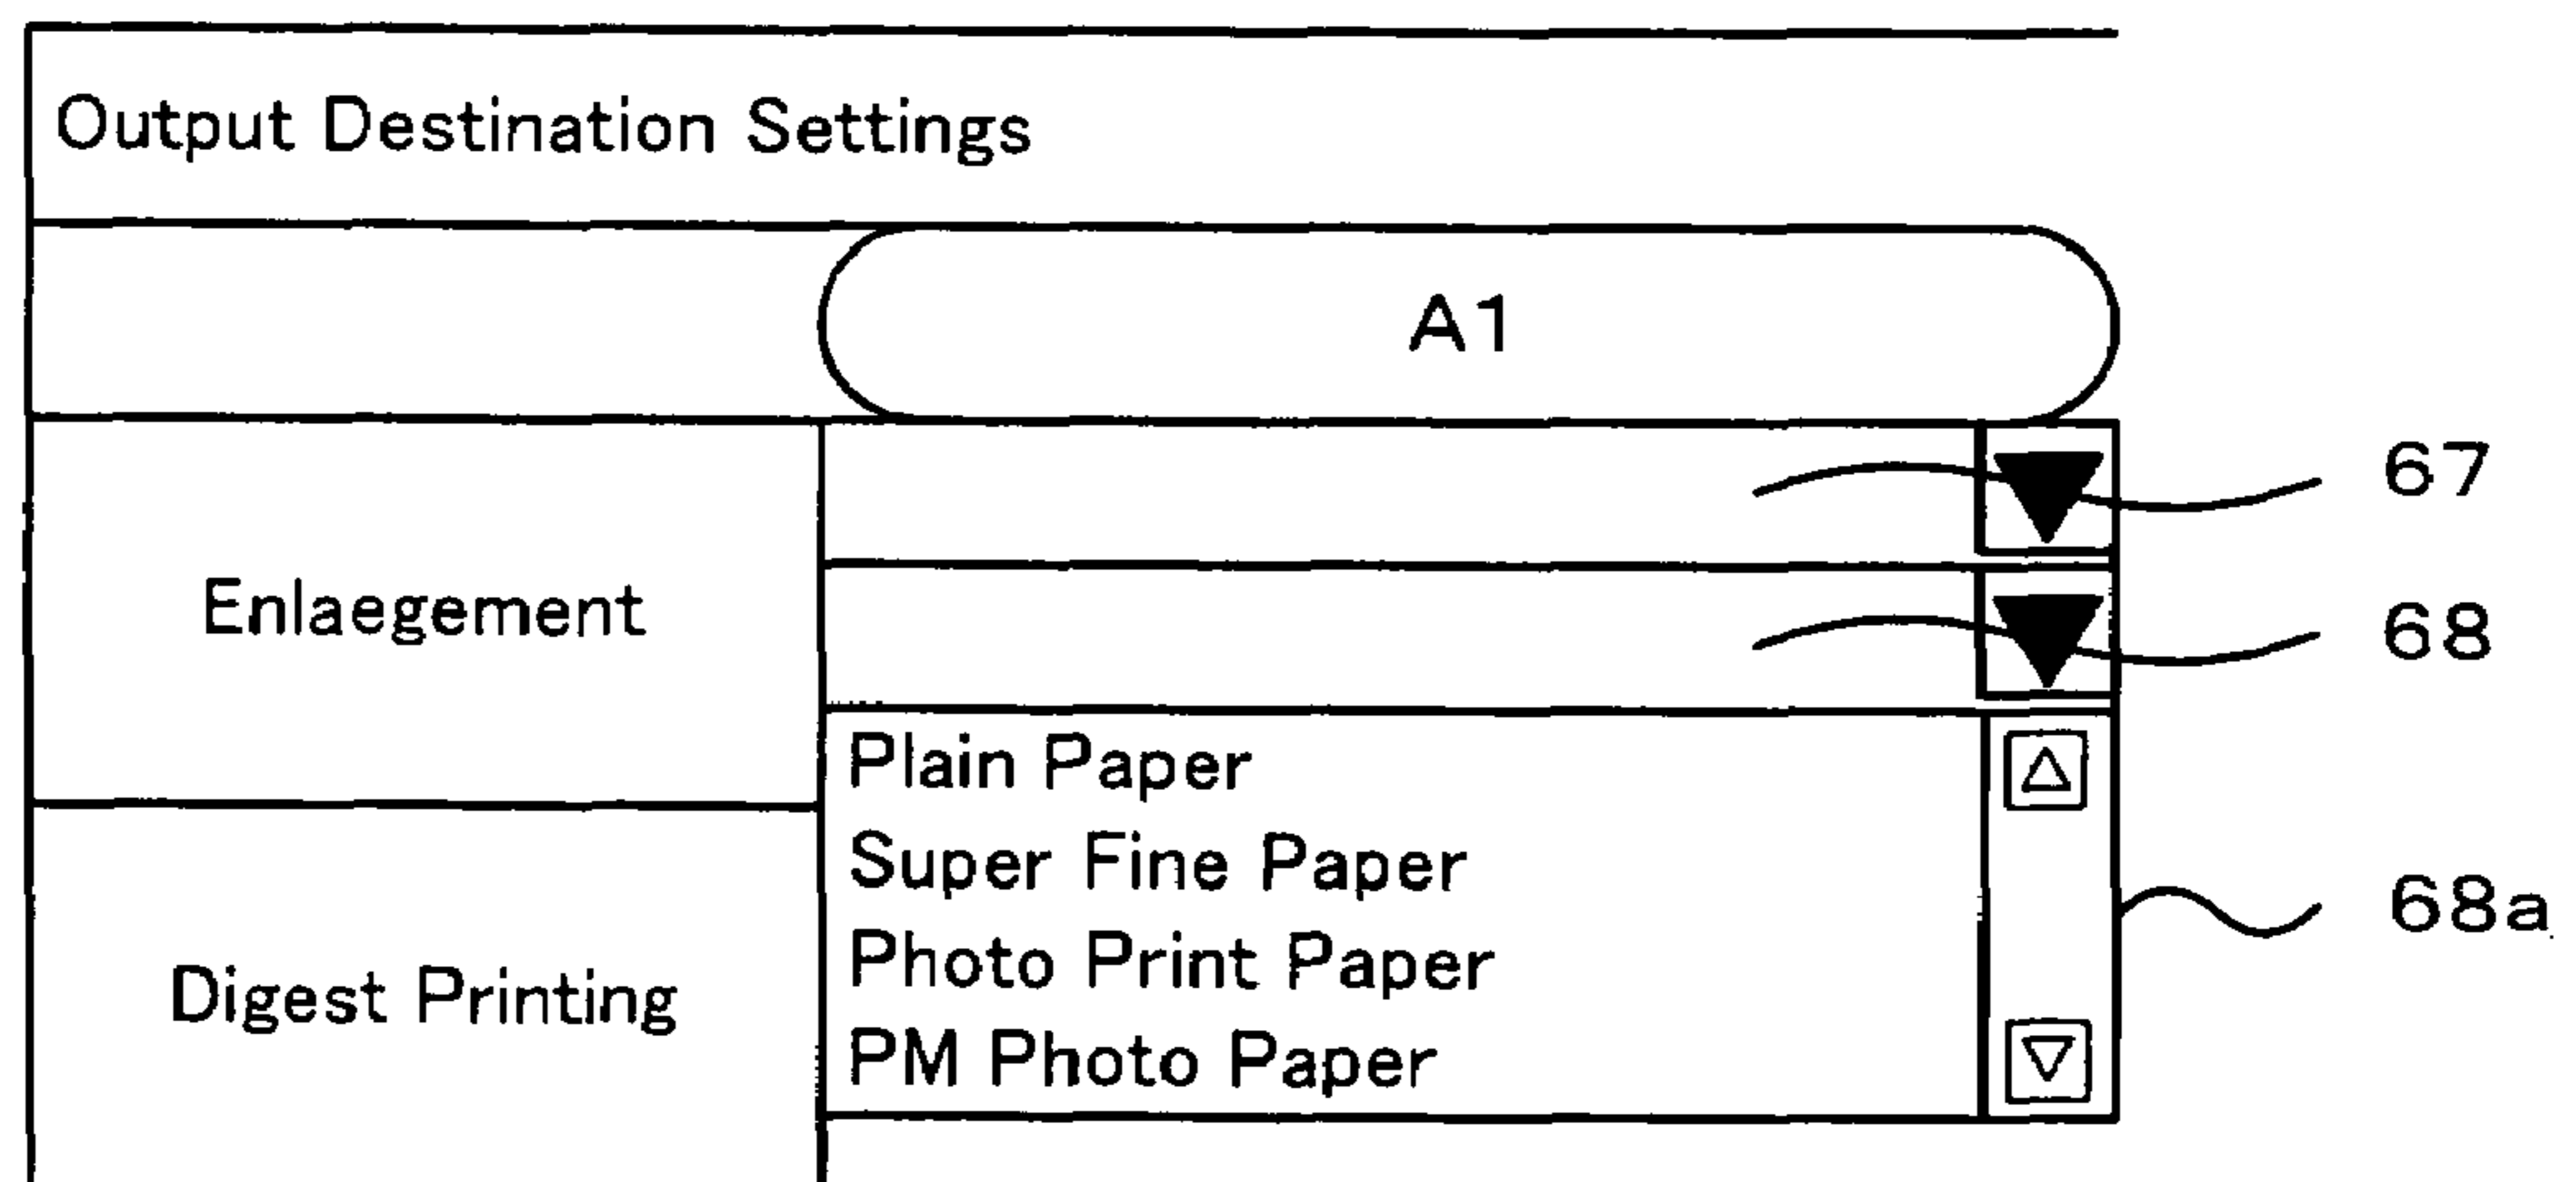 Output Destination Settings
A1
67
Enlaegement
68
Plain Paper
Super Fine Paper
68a
Photo Print Paper
Digest Printing
PM Photo Paper